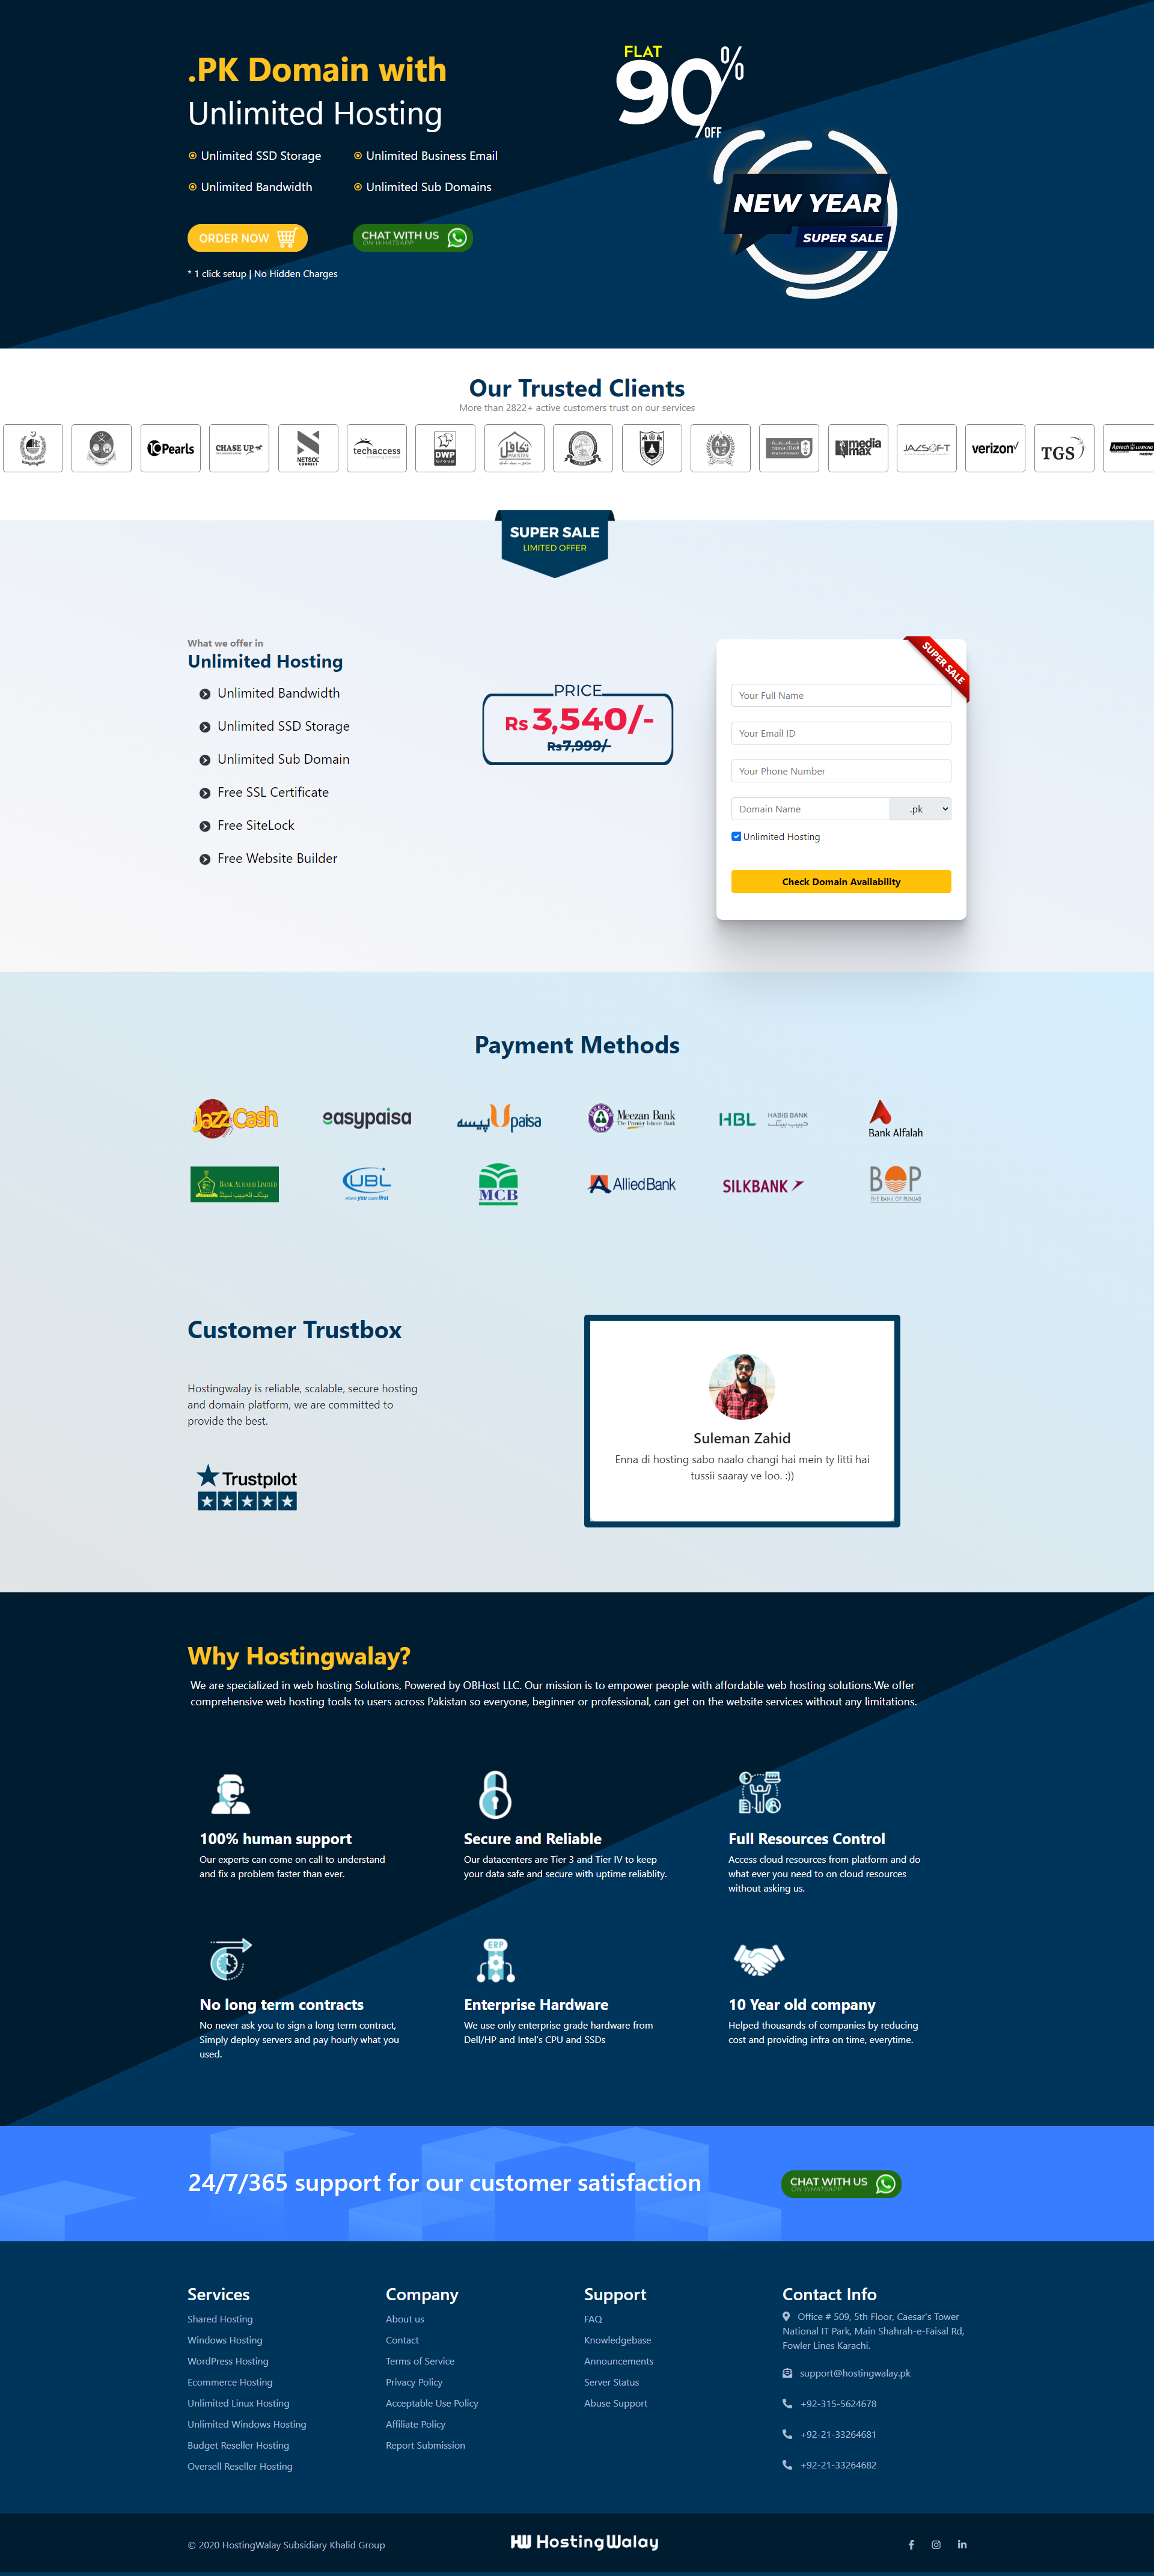 .PK Domain with
Unlimited Hosting
Unlimited SSD Storage
Unlimited Business Email
Unlimited Bandwidth
Unlimited Sub Domains
ORDER NOW
CHAT WITH US
ON WHATSAPP
* 1 click setup | No Hidden Charges
FLAT
90%
OFF
NEW YEAR
SUPER SALE
Our Trusted Clients
More than 2822+ active customers trust on our services
10Pearls
CHASE UP
NETSOL
CONNECT
techaccess
DWP
Group
media
max
JAZSOFT
verizon✓
TGS
Aptech
SUPER SALE
LIMITED OFFER
What we offer in
Unlimited Hosting
Unlimited Bandwidth
Unlimited SSD Storage
Unlimited Sub Domain
Free SSL Certificate
Free SiteLock
Free Website Builder
PRICE
Rs 3,540/-
Rs7,999/-
SUPER SALE
Your Full Name
Your Email ID
Your Phone Number
Domain Name
.pk
Unlimited Hosting
Check Domain Availability
Payment Methods
JazzCash
easypaisa
Upaisa
Meezan Bank
The Premier Islamic Bank
HBL
HABIB BANK
Bank Alfalah
BANK AL HABIB LIMITED
UBL
where you come first
MCB
Allied Bank
SILKBANK
BOP
THE BANK OF PUNJAB
Customer Trustbox
Hostingwalay is reliable, scalable, secure hosting
and domain platform, we are committed to
provide the best.
Trustpilot
Suleman Zahid
Enna di hosting sabo naalo changi hai mein ty litti hai
tussii saaray ve loo. :))
Why Hostingwalay?
We are specialized in web hosting Solutions, Powered by OBHost LLC. Our mission is to empower people with affordable web hosting solutions.We offer
comprehensive web hosting tools to users across Pakistan so everyone, beginner or professional, can get on the website services without any limitations.
100% human support
Our experts can come on call to understand
and fix a problem faster than ever.
Secure and Reliable
Our datacenters are Tier 3 and Tier IV to keep
your data safe and secure with uptime reliablity.
Full Resources Control
Access cloud resources from platform and do
what ever you need to on cloud resources
without asking us.
No long term contracts
No never ask you to sign a long term contract,
Simply deploy servers and pay hourly what you
used.
ERP
Enterprise Hardware
We use only enterprise grade hardware from
Dell/HP and Intel's CPU and SSDs
10 Year old company
Helped thousands of companies by reducing
cost and providing infra on time, everytime.
24/7/365 support for our customer satisfaction
CHAT WITH US
ON WHATSAPP
Services
Shared Hosting
Windows Hosting
WordPress Hosting
Ecommerce Hosting
Unlimited Linux Hosting
Unlimited Windows Hosting
Budget Reseller Hosting
Oversell Reseller Hosting
Company
About us
Contact
Terms of Service
Privacy Policy
Acceptable Use Policy
Affiliate Policy
Report Submission
Support
FAQ
Knowledgebase
Announcements
Server Status
Abuse Support
Contact Info
Office # 509, 5th Floor, Caesar's Tower
National IT Park, Main Shahrah-e-Faisal Rd,
Fowler Lines Karachi.
support@hostingwalay.pk
+92-315-5624678
+92-21-33264681
+92-21-33264682
© 2020 HostingWalay Subsidiary Khalid Group
HW HostingWalay